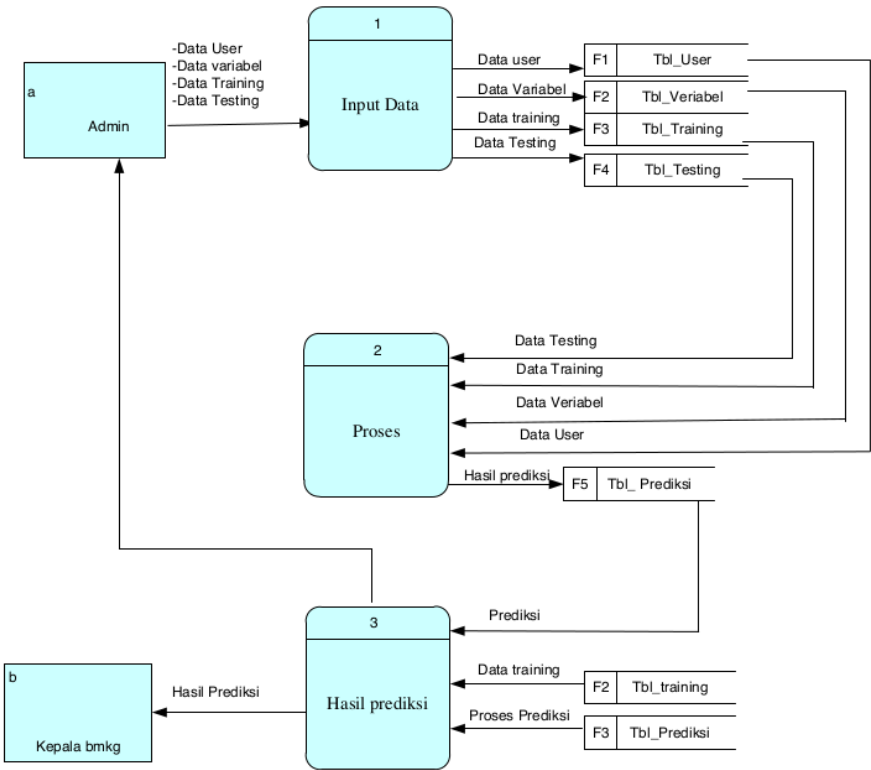 1
Input Data
a
Admin
-Data User
-Data variabel
-Data Training
-Data Testing
Data user
Data Variabel
Data training
Data Testing
F1 Tbl_User
F2 Tbl_Veriabel
F3 Tbl_Training
F4 Tbl_Testing
2
Proses
Data Testing
Data Training
Data Veriabel
Data User
Hasil prediksi
F5 Tbl_ Prediksi
3
Hasil prediksi
Prediksi
Data training
Proses Prediksi
F2 Tbl_training
F3 Tbl_Prediksi
Hasil Prediksi
b
Kepala bmkg